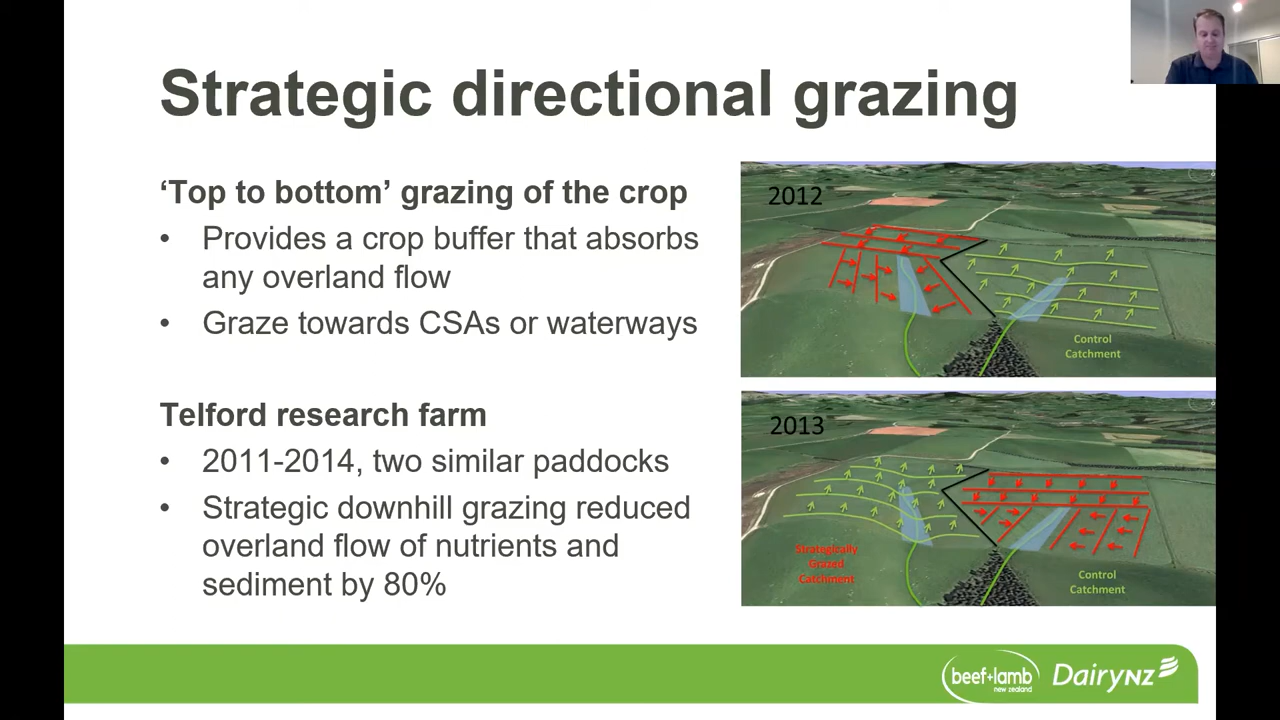 Strategic directional grazing
‘Top to bottom’ grazing of the crop
• Provides a crop buffer that absorbs
any overland flow
• Graze towards CSAs or waterways
Telford research farm
• 2011-2014, two similar paddocks
• Strategic downhill grazing reduced
overland flow of nutrients and
sediment by 80%
2012
Control
Catchment
2013
Strategically
Grazed
Catchment
Control
Catchment
beef+lamb
new zealand
DairyNZ